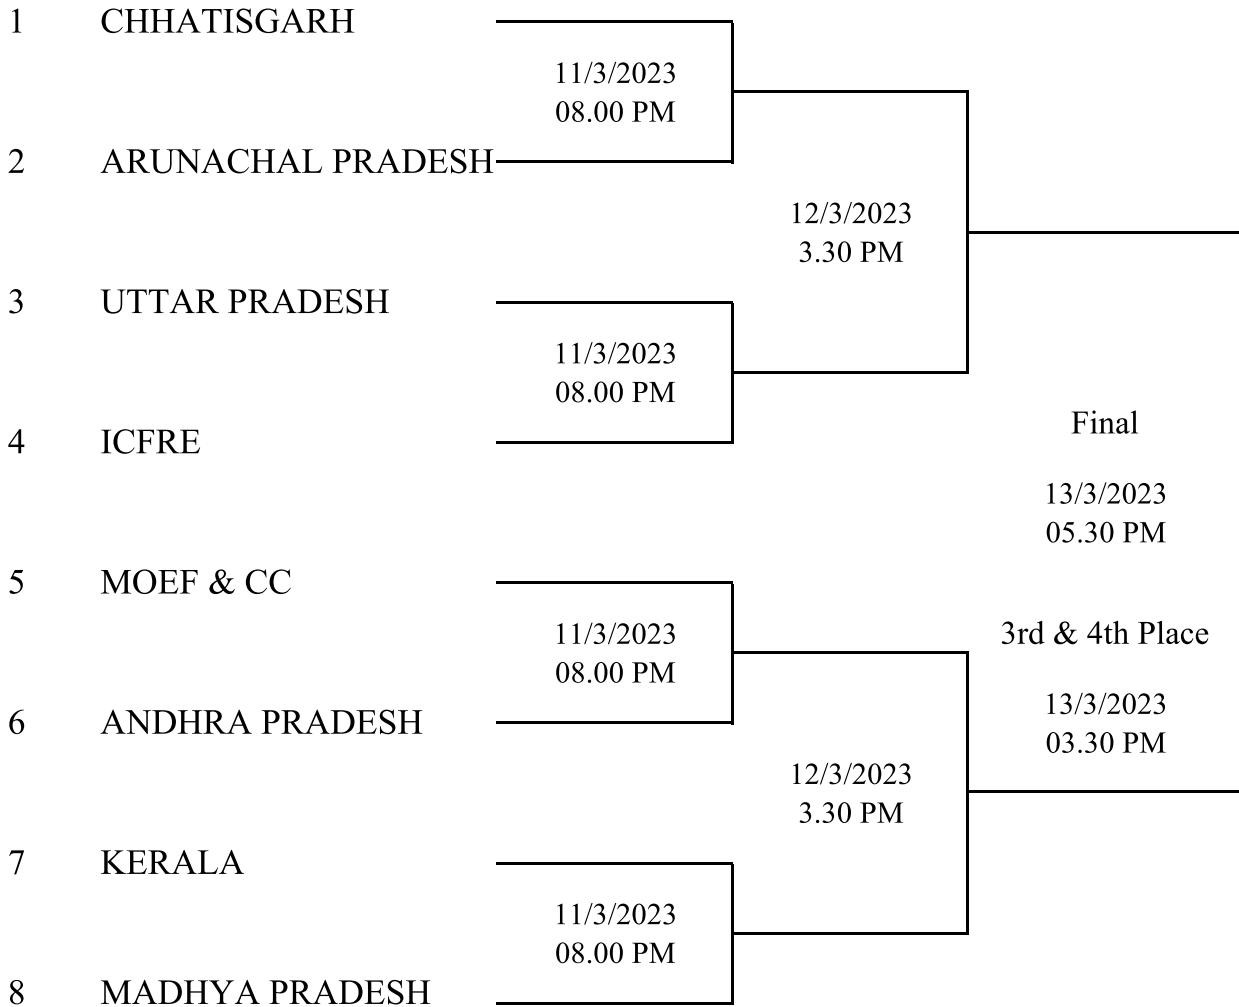 1 CHHATISGARH
11/3/2023
08.00 PM
2 ARUNACHAL PRADESH
12/3/2023
3.30 PM
3 UTTAR PRADESH
11/3/2023
08.00 PM
4 ICFRE
Final
13/3/2023
05.30 PM
5 MOEF & CC
11/3/2023
08.00 PM
3rd & 4th Place
13/3/2023
03.30 PM
6 ANDHRA PRADESH
12/3/2023
3.30 PM
7 KERALA
11/3/2023
08.00 PM
8 MADHYA PRADESH